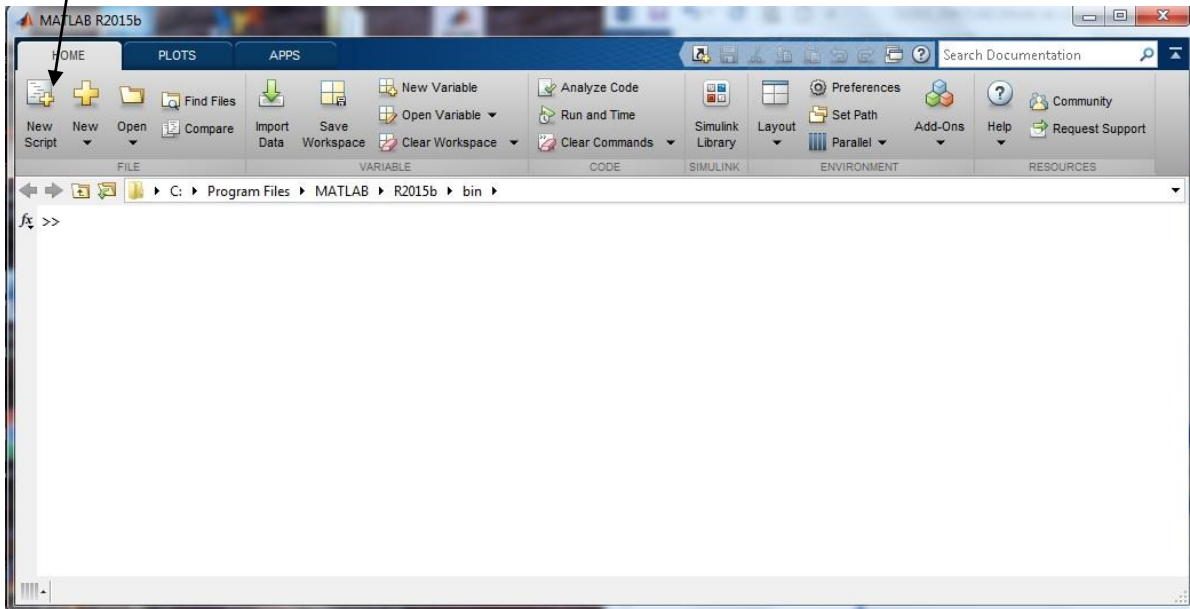 MATLAB R2015b
HOME PLOTS APPS Search Documentation
New Script New Open Find Files Compare Import Data Save Workspace New Variable Open Variable Clear Workspace Analyze Code Run and Time Clear Commands Simulink Library Layout Preferences Set Path Parallel Add-Ons Help Community Request Support
FILE VARIABLE CODE SIMULINK ENVIRONMENT RESOURCES
C: Program Files MATLAB R2015b bin
fx >>